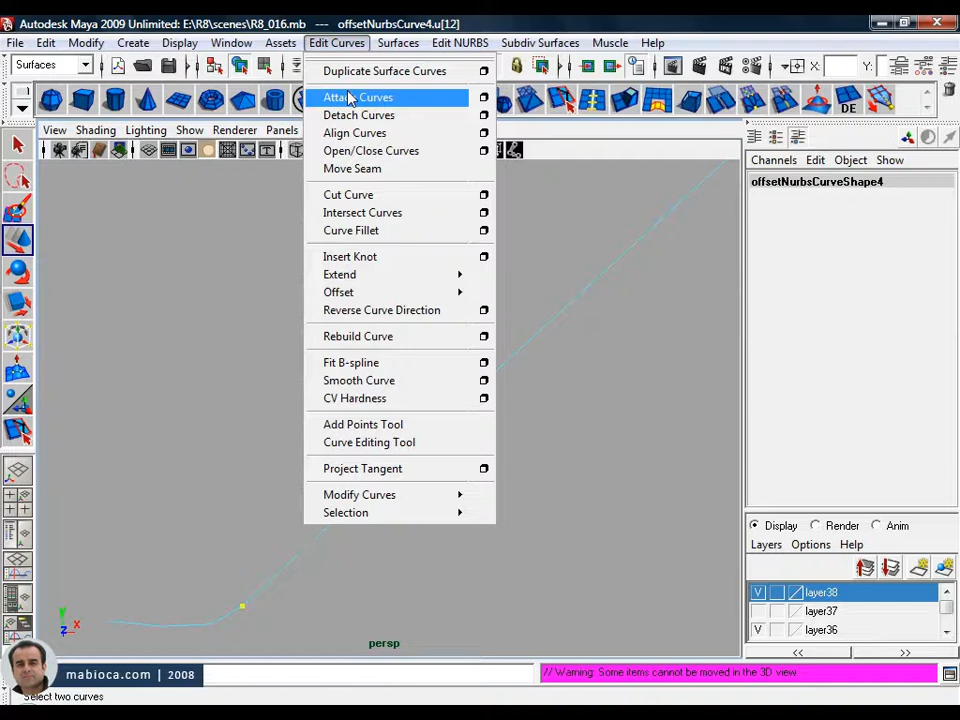 Autodesk Maya 2009 Unlimited: E:\R8\scenes\R8_016.mb --- offsetNurbsCurve4.u[12]
File Edit Modify Create Display Window Assets Edit Curves Surfaces Edit NURBS Subdiv Surfaces Muscle Help
Surfaces X: Y:
Duplicate Surface Curves
Attach Curves
Detach Curves
Align Curves
Open/Close Curves
Move Seam
Cut Curve
Intersect Curves
Curve Fillet
Insert Knot
Extend
Offset
Reverse Curve Direction
Rebuild Curve
Fit B-spline
Smooth Curve
CV Hardness
Add Points Tool
Curve Editing Tool
Project Tangent
Modify Curves
Selection
DE
View Shading Lighting Show Renderer Panels
Channels Edit Object Show
offsetNurbsCurveShape4
Display Render Anim
Layers Options Help
V layer38
layer37
V layer36
<< >>
y
z x
persp
mabioca.com | 2008
// Warning: Some items cannot be moved in the 3D view
Select two curves